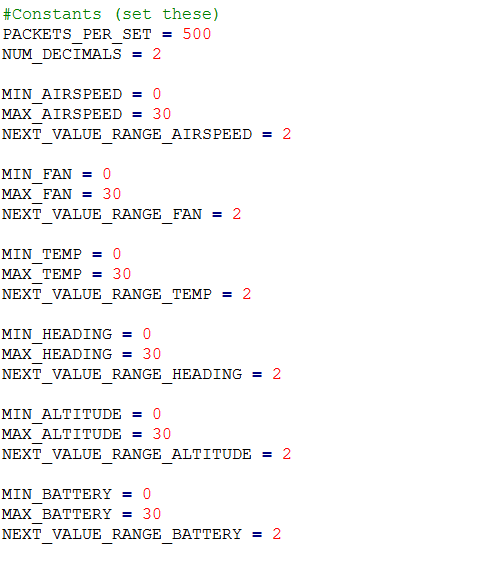 #Constants (set these)
PACKETS_PER_SET = 500
NUM_DECIMALS = 2

MIN_AIRSPEED = 0
MAX_AIRSPEED = 30
NEXT_VALUE_RANGE_AIRSPEED = 2

MIN_FAN = 0
MAX_FAN = 30
NEXT_VALUE_RANGE_FAN = 2

MIN_TEMP = 0
MAX_TEMP = 30
NEXT_VALUE_RANGE_TEMP = 2

MIN_HEADING = 0
MAX_HEADING = 30
NEXT_VALUE_RANGE_HEADING = 2

MIN_ALTITUDE = 0
MAX_ALTITUDE = 30
NEXT_VALUE_RANGE_ALTITUDE = 2

MIN_BATTERY = 0
MAX_BATTERY = 30
NEXT_VALUE_RANGE_BATTERY = 2